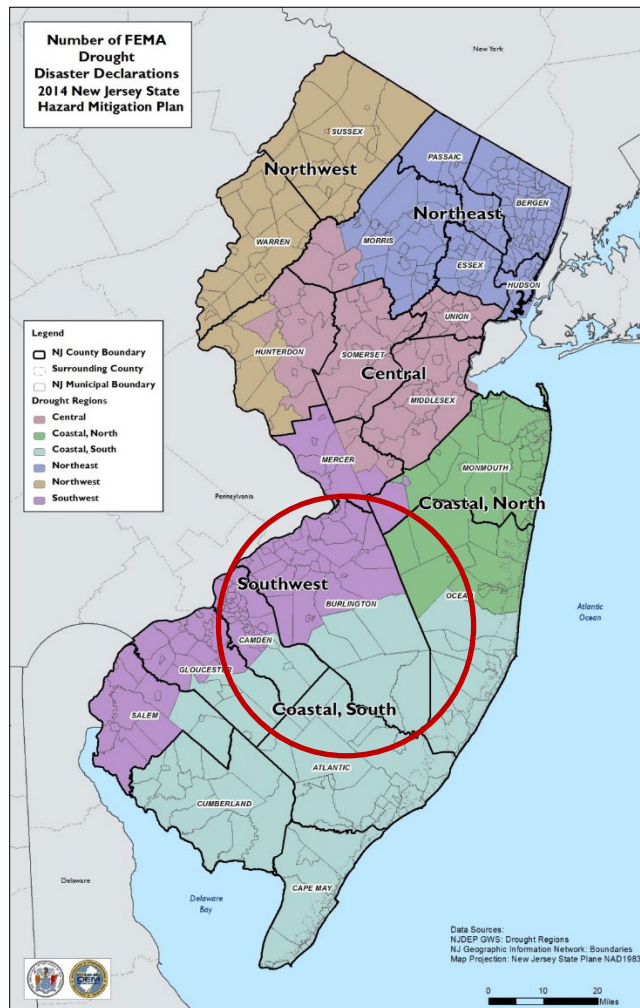 Number of FEMA
Drought
Disaster Declarations
2014 New Jersey State
Hazard Mitigation Plan
New York
SUSSEX
PASSAIC
Northwest
BERGEN
Northeast
WARREN
MORRIS
ESSEX
HUDSON
UNION
Legend
NJ County Boundary
Surrounding County
NJ Municipal Boundary
Drought Regions
Central
Coastal, North
Coastal, South
Northeast
Northwest
Southwest
HUNTERDON
SOMERSET
Central
MIDDLESEX
MERCER
MONMOUTH
Pennsylvania
Coastal, North
Southwest
OCEAN
BURLINGTON
Atlantic
Ocean
CAMDEN
GLOUCESTER
Coastal, South
SALEM
ATLANTIC
CUMBERLAND
CAPE MAY
Delaware
Delaware
Bay
Data Sources:
NJDEP GWS: Drought Regions
NJ Geographic Information Network: Boundaries
Map Projection: New Jersey State Plane NAD1983
0 10 20
Miles